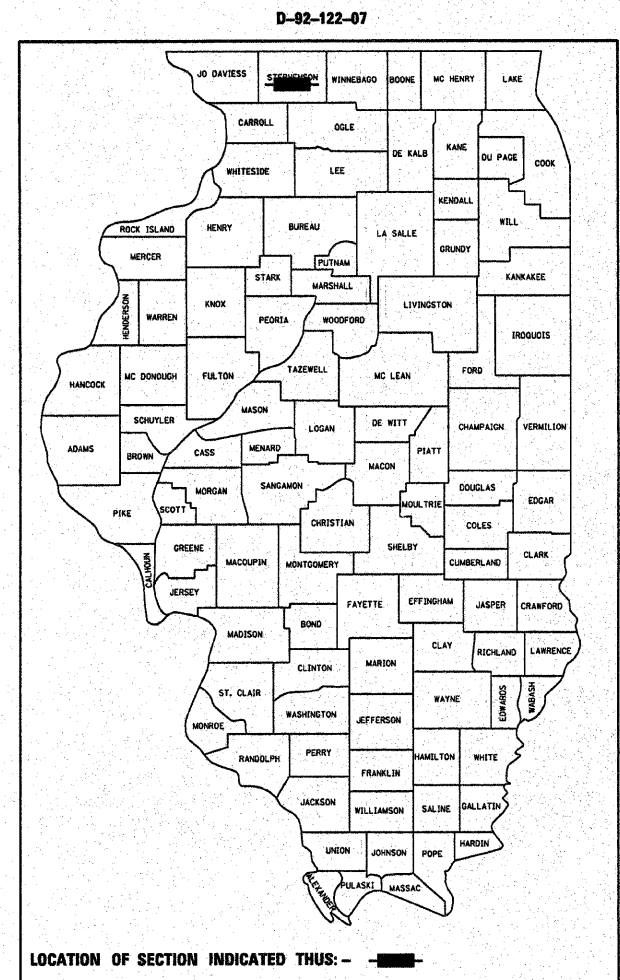 D-92-122-07
JO DAVIESS
STEPHENSON
WINNEBAGO
BOONE
MC HENRY
LAKE
CARROLL
OGLE
DE KALB
KANE
DU PAGE
COOK
WHITESIDE
LEE
KENDALL
WILL
ROCK ISLAND
HENRY
BUREAU
LA SALLE
GRUNDY
MERCER
PUTNAM
KANKAKEE
STARK
MARSHALL
HENDERSON
WARREN
KNOX
PEORIA
WOODFORD
LIVINGSTON
IROQUOIS
HANCOCK
MC DONOUGH
FULTON
TAZEWELL
MC LEAN
FORD
MASON
SCHUYLER
LOGAN
DE WITT
CHAMPAIGN
VERMILION
ADAMS
BROWN
CASS
MENARD
PIATT
MACON
MORGAN
SANGAMON
DOUGLAS
EDGAR
PIKE
SCOTT
MOULTRIE
CHRISTIAN
COLES
CALHOUN
GREENE
MACOUPIN
MONTGOMERY
SHELBY
CUMBERLAND
CLARK
JERSEY
FAYETTE
EFFINGHAM
JASPER
CRAWFORD
MADISON
BOND
CLAY
RICHLAND
LAWRENCE
CLINTON
MARION
ST. CLAIR
WAYNE
EDWARDS
WABASH
WASHINGTON
JEFFERSON
MONROE
RANDOLPH
PERRY
HAMILTON
WHITE
FRANKLIN
JACKSON
WILLIAMSON
SALINE
GALLATIN
UNION
JOHNSON
POPE
HARDIN
ALEXANDER
PULASKI
MASSAC
LOCATION OF SECTION INDICATED THUS: -